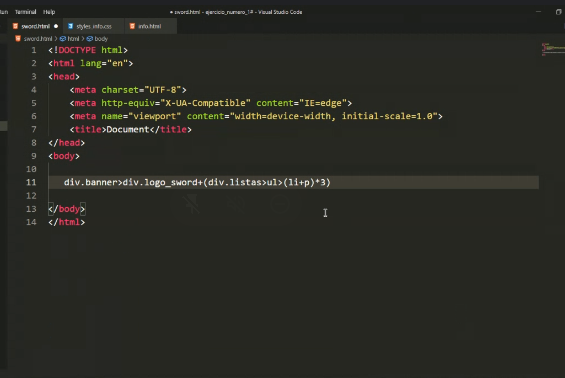 Run Terminal Help ● sword.html - ejercicio_numero_1# - Visual Studio Code
sword.html ● styles_info.css info.html
sword.html > html > body
1 <!DOCTYPE html>
2 <html lang="en">
3 <head>
4 <meta charset="UTF-8">
5 <meta http-equiv="X-UA-Compatible" content="IE=edge">
6 <meta name="viewport" content="width=device-width, initial-scale=1.0">
7 <title>Document</title>
8 </head>
9 <body>
10
11 div.banner>div.logo_sword+(div.listas>ul>(li+p)*3)
12
13 </body>
14 </html>